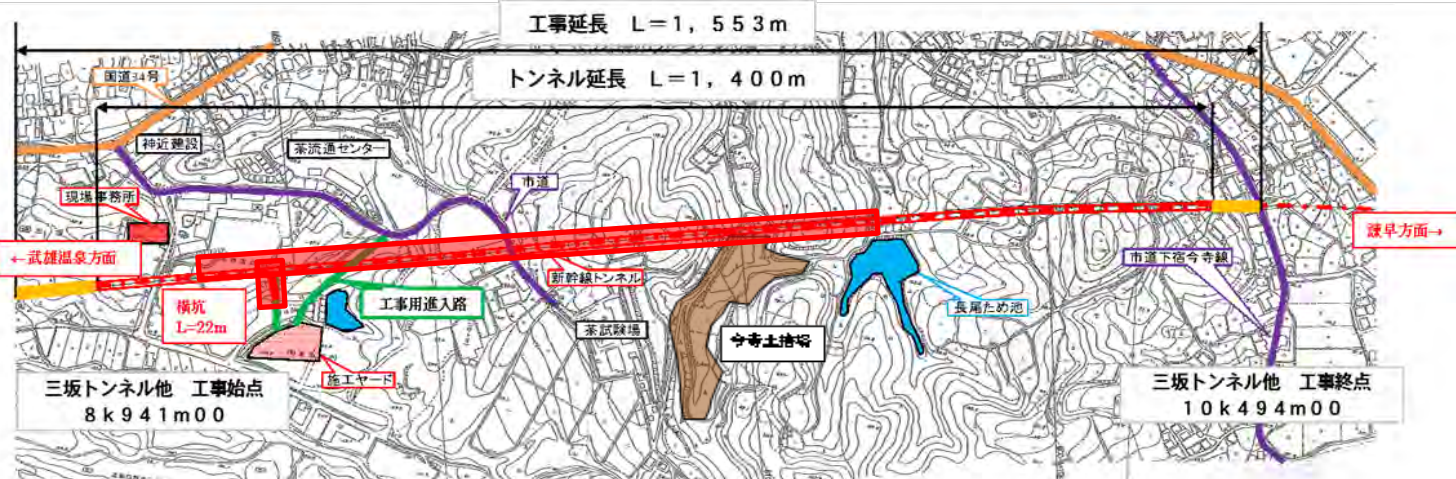 工事延長 L=1,553m
トンネル延長 L=1,400m
国道34号
神近建設
茶流通センター
市道
現場事務所
←武雄温泉方面
諫早方面→
市道下宿今寺線
新幹線トンネル
横坑
L=22m
工事用進入路
長尾ため池
茶試験場
今寺土捨場
施工ヤード
三坂トンネル他 工事始点
8k941m00
三坂トンネル他 工事終点
10k494m00